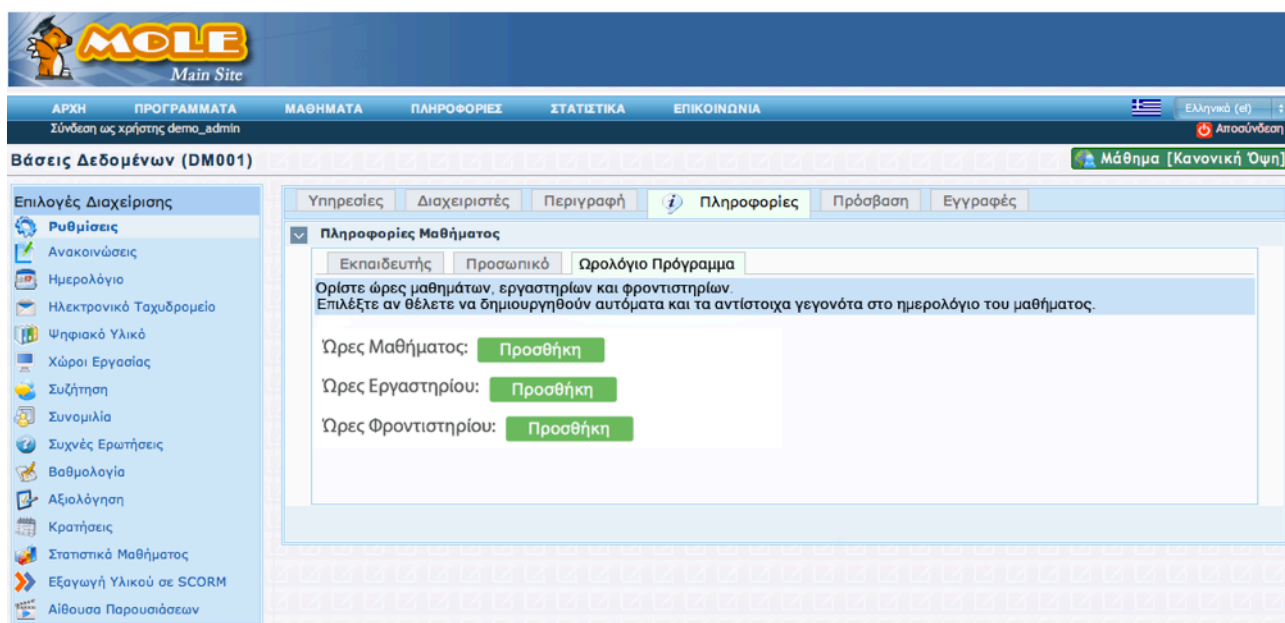 MOLE
Main Site
ΑΡΧΗ ΠΡΟΓΡΑΜΜΑΤΑ ΜΑΘΗΜΑΤΑ ΠΛΗΡΟΦΟΡΙΕΣ ΣΤΑΤΙΣΤΙΚΑ ΕΠΙΚΟΙΝΩΝΙΑ Ελληνικά (el)
Σύνδεση ως χρήστης demo_admin Αποσύνδεση
Βάσεις Δεδομένων (DM001) Μάθημα [Κανονική Όψη]
Επιλογές Διαχείρισης
Ρυθμίσεις
Ανακοινώσεις
Ημερολόγιο
Ηλεκτρονικό Ταχυδρομείο
Ψηφιακό Υλικό
Χώροι Εργασίας
Συζήτηση
Συνομιλία
Συχνές Ερωτήσεις
Βαθμολογία
Αξιολόγηση
Κρατήσεις
Στατιστικά Μαθήματος
Εξαγωγή Υλικού σε SCORM
Αίθουσα Παρουσιάσεων
Υπηρεσίες Διαχειριστές Περιγραφή Πληροφορίες Πρόσβαση Εγγραφές
Πληροφορίες Μαθήματος
Εκπαιδευτής Προσωπικό Ωρολόγιο Πρόγραμμα
Ορίστε ώρες μαθημάτων, εργαστηρίων και φροντιστηρίων.
Επιλέξτε αν θέλετε να δημιουργηθούν αυτόματα και τα αντίστοιχα γεγονότα στο ημερολόγιο του μαθήματος.
Ώρες Μαθήματος: Προσθήκη
Ώρες Εργαστηρίου: Προσθήκη
Ώρες Φροντιστηρίου: Προσθήκη